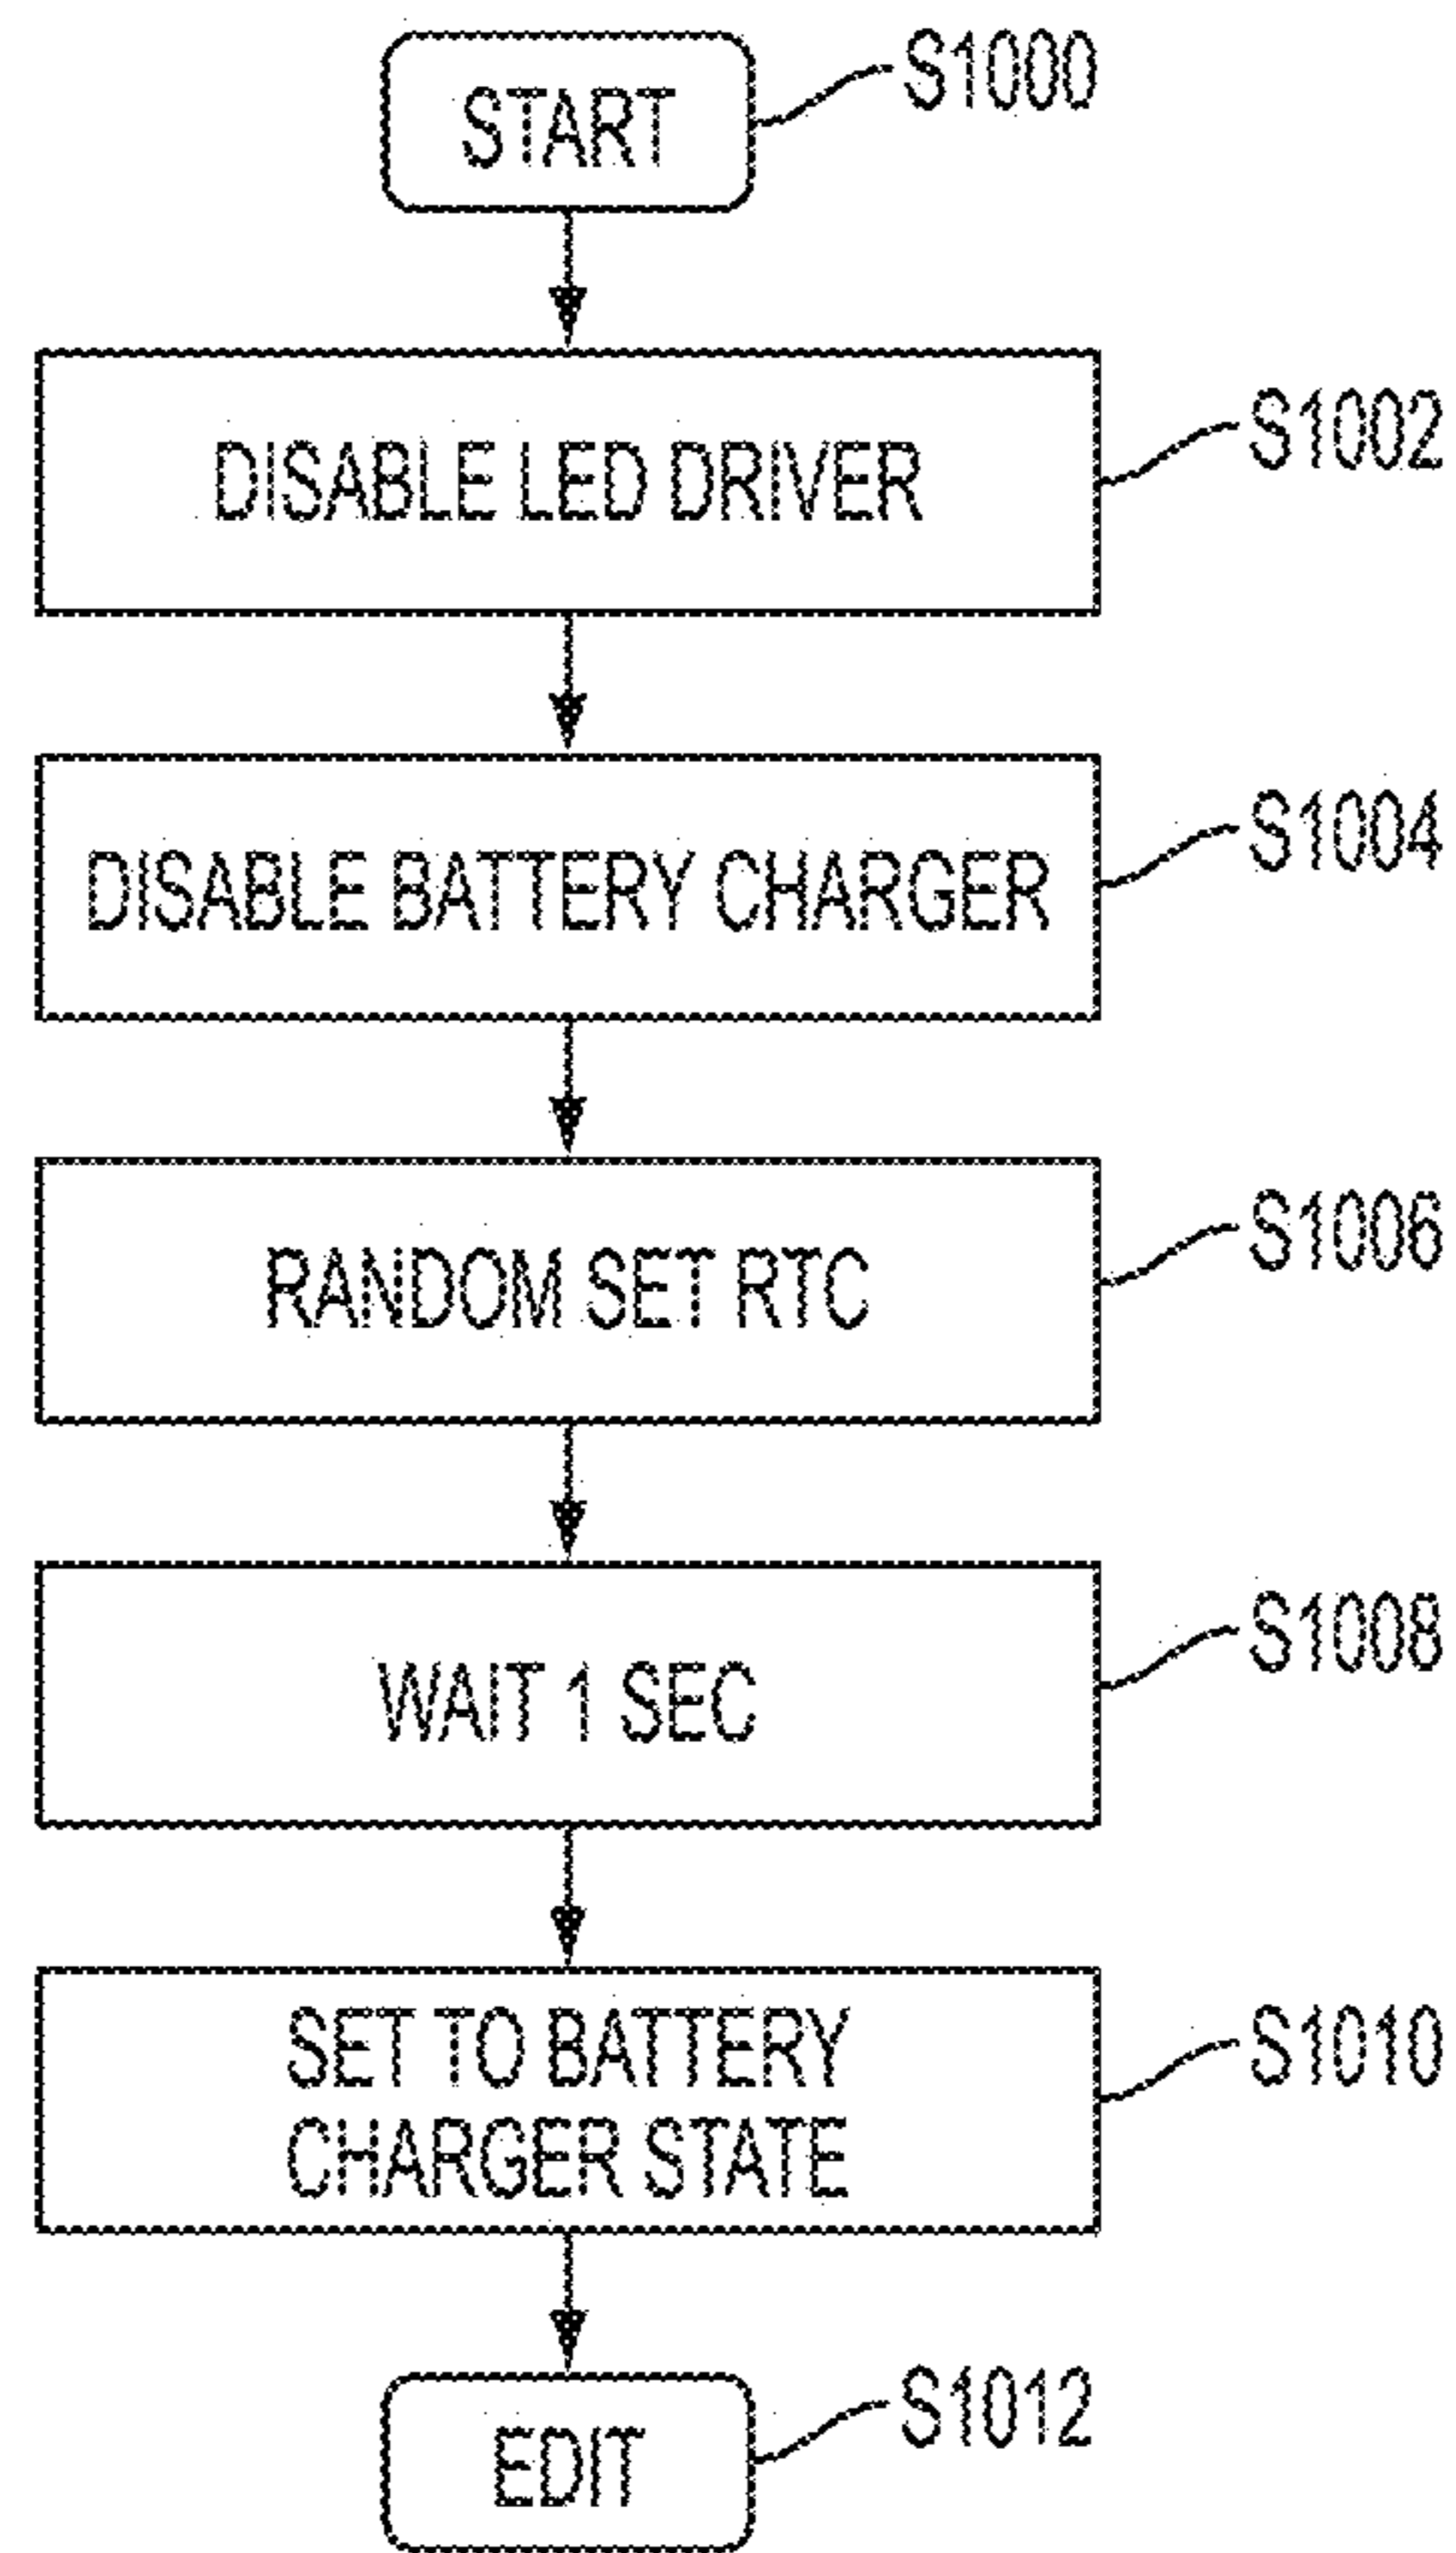 START
S1000
DISABLE LED DRIVER
S1002
DISABLE BATTERY CHARGER
S1004
RANDOM SET RTC
S1006
WAIT 1 SEC
S1008
SET TO BATTERY
CHARGER STATE
S1010
EDIT
S1012